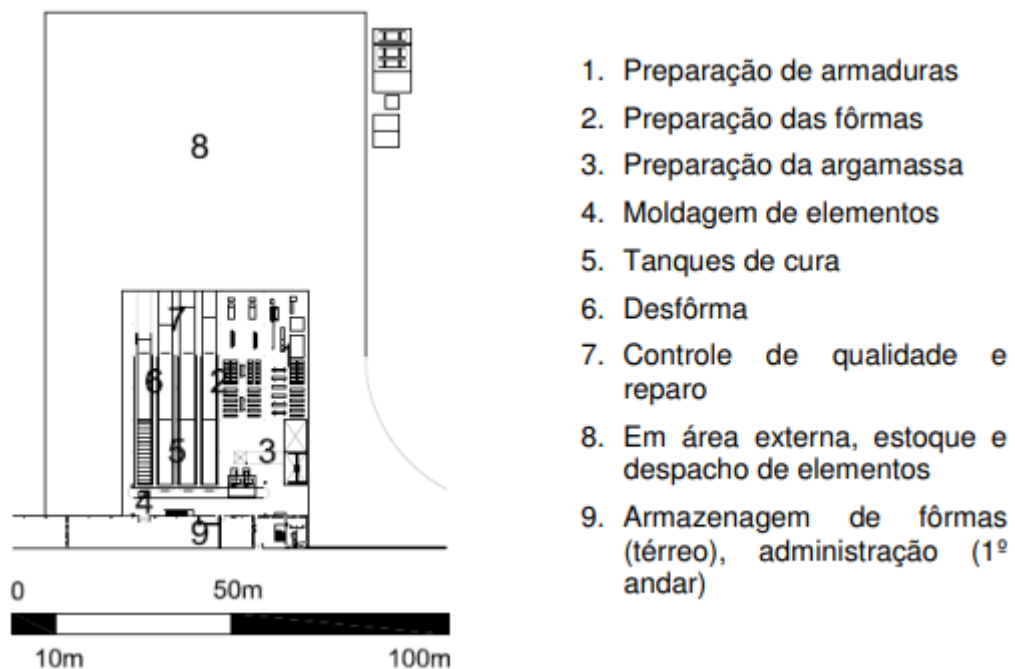 8
7
6
2
1
5
3
4
9
0
50m
10m
100m
1. Preparação de armaduras
2. Preparação das fôrmas
3. Preparação da argamassa
4. Moldagem de elementos
5. Tanques de cura
6. Desfôrma
7. Controle de qualidade e
reparo
8. Em área externa, estoque e
despacho de elementos
9. Armazenagem de fôrmas
(térreo), administração (1º
andar)